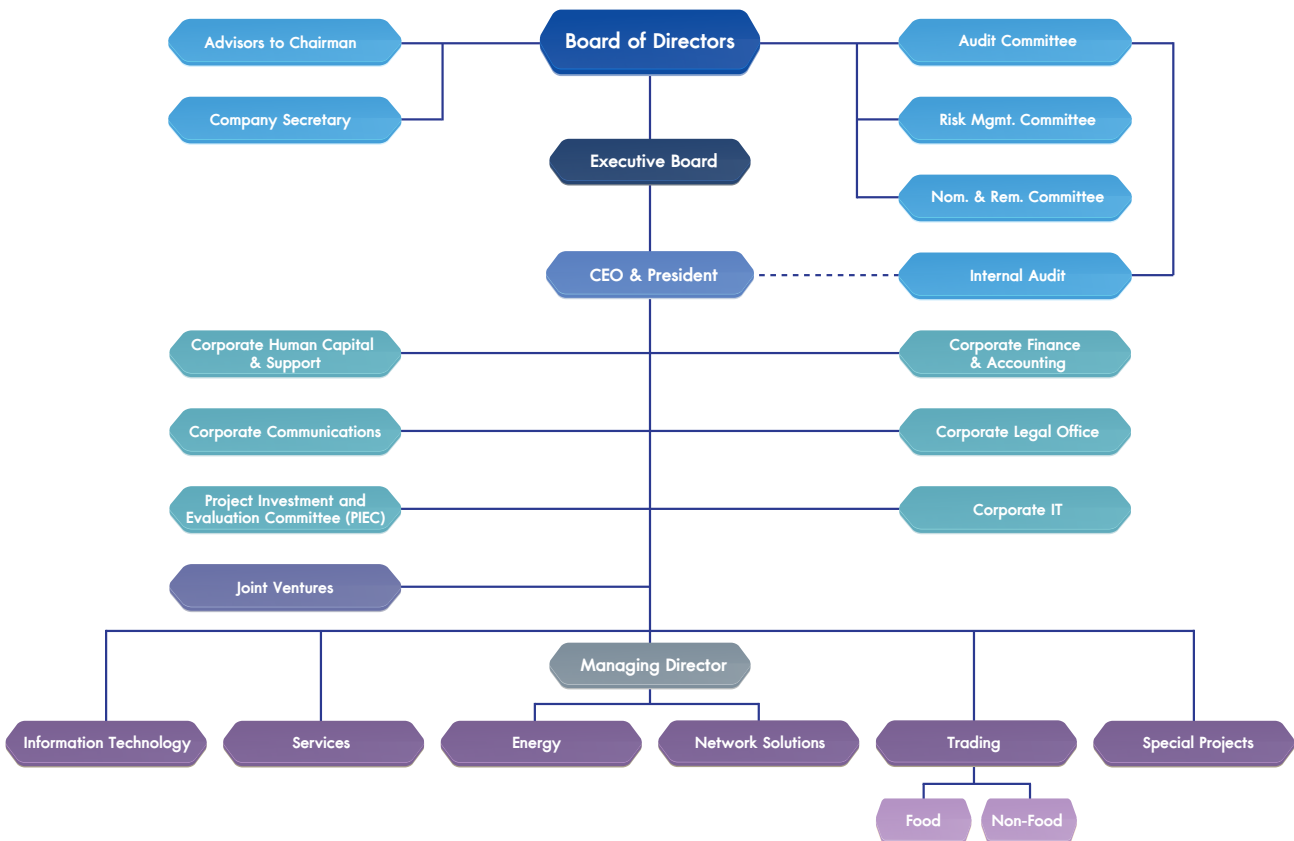 Board of Directors
Advisors to Chairman
Audit Committee
Company Secretary
Risk Mgmt. Committee
Executive Board
Nom. & Rem. Committee
CEO & President
Internal Audit
Corporate Human Capital
& Support
Corporate Finance
& Accounting
Corporate Communications
Corporate Legal Office
Project Investment and
Evaluation Committee (PIEC)
Corporate IT
Joint Ventures
Managing Director
Information Technology
Services
Energy
Network Solutions
Trading
Special Projects
Food
Non-Food